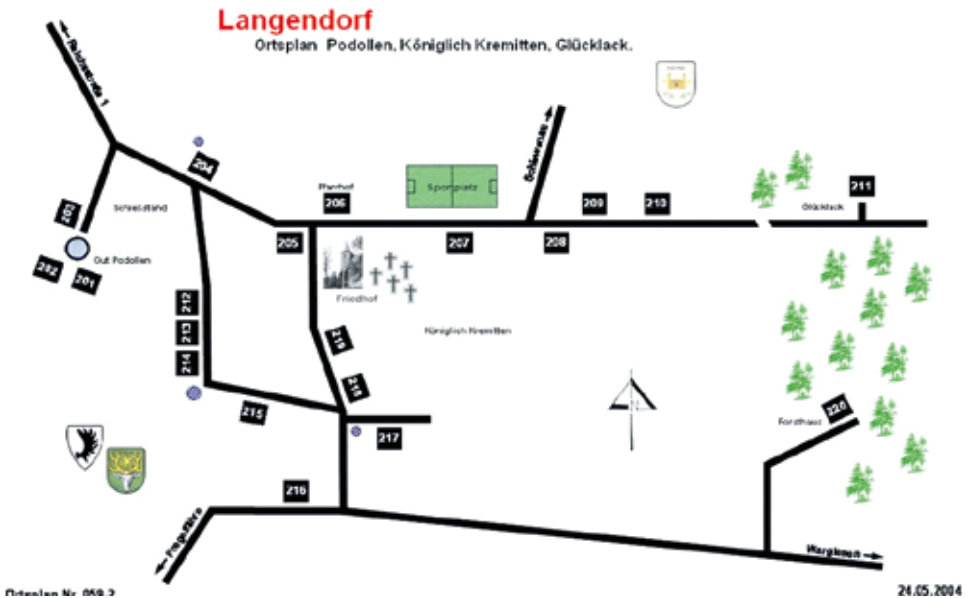 Langendorf
Ortsplan Podollen, Königlich Kremitten, Glücklack.
Reichsstraße 1
204
Schiessstand
203
Gut Podollen
202
201
Pfarrhof
206
Sportplatz
209
210
211
Glücklack
205
207
208
Friedhof
Königlich Kremitten
212
213
214
219
218
215
217
220
Forsthaus
216
Warginen
Ortsplan Nr. 059.2
24.05.2004